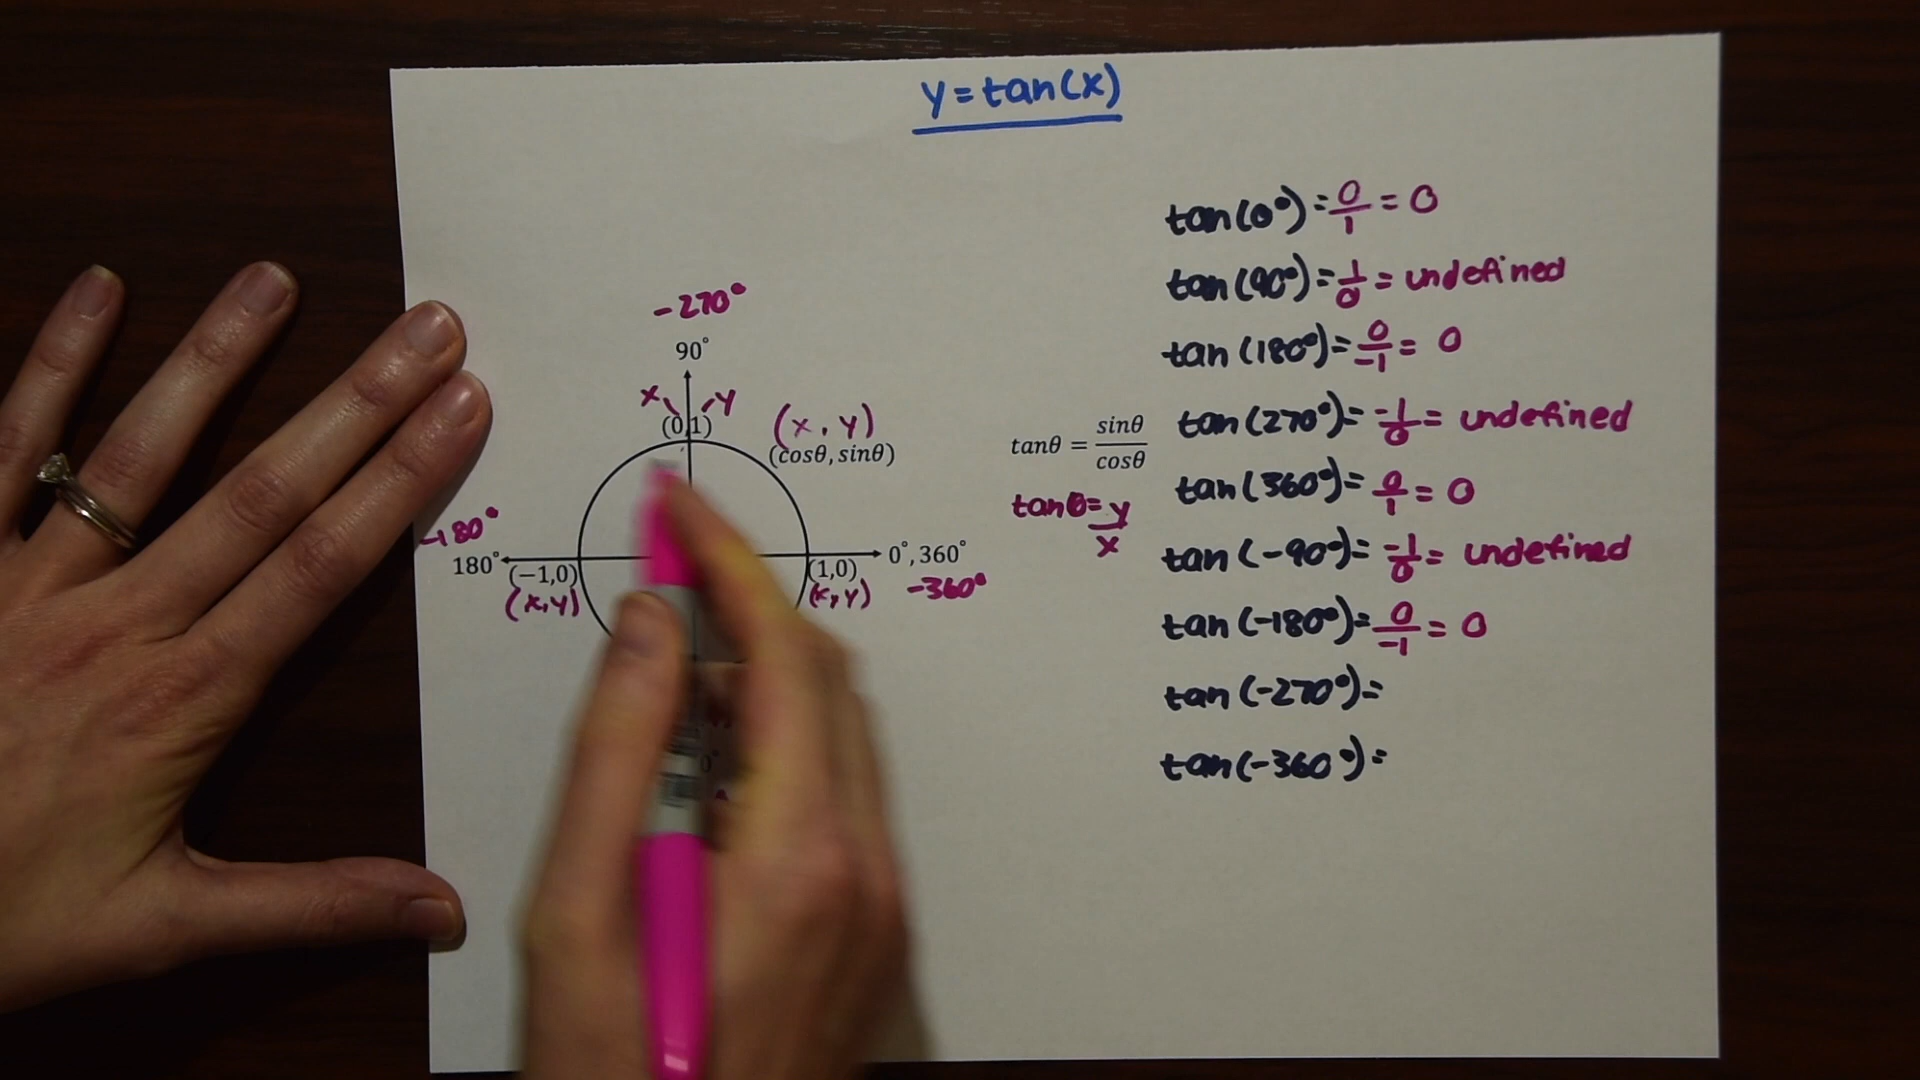 y=tan(x)
-270°
90°
x y
(0,1)
(x, y)
(cosθ, sinθ)
-180°
180°
(−1,0)
(x,y)
(1,0)
(x, y)
0°, 360°
-360°
tanθ = sinθ/cosθ
tanθ= y/x
tan(0°)=0/1=0
tan(90°)=1/0=undefined
tan(180°)=0/-1=0
tan(270°)=-1/0=undefined
tan(360°)=0/1=0
tan(-90°)=-1/0=undefined
tan(-180°)=0/-1=0
tan(-270°)=
tan(-360°)=